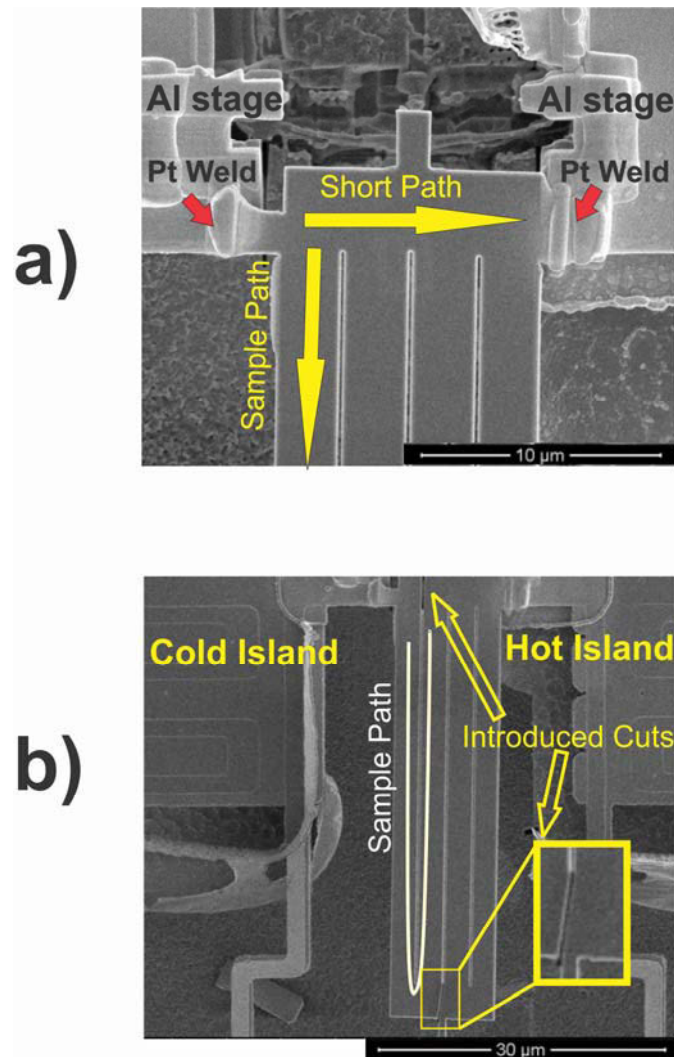 a)
Al stage
Al stage
Pt Weld
Pt Weld
Short Path
Sample Path
10 µm
b)
Cold Island
Hot Island
Sample Path
Introduced Cuts
30 µm